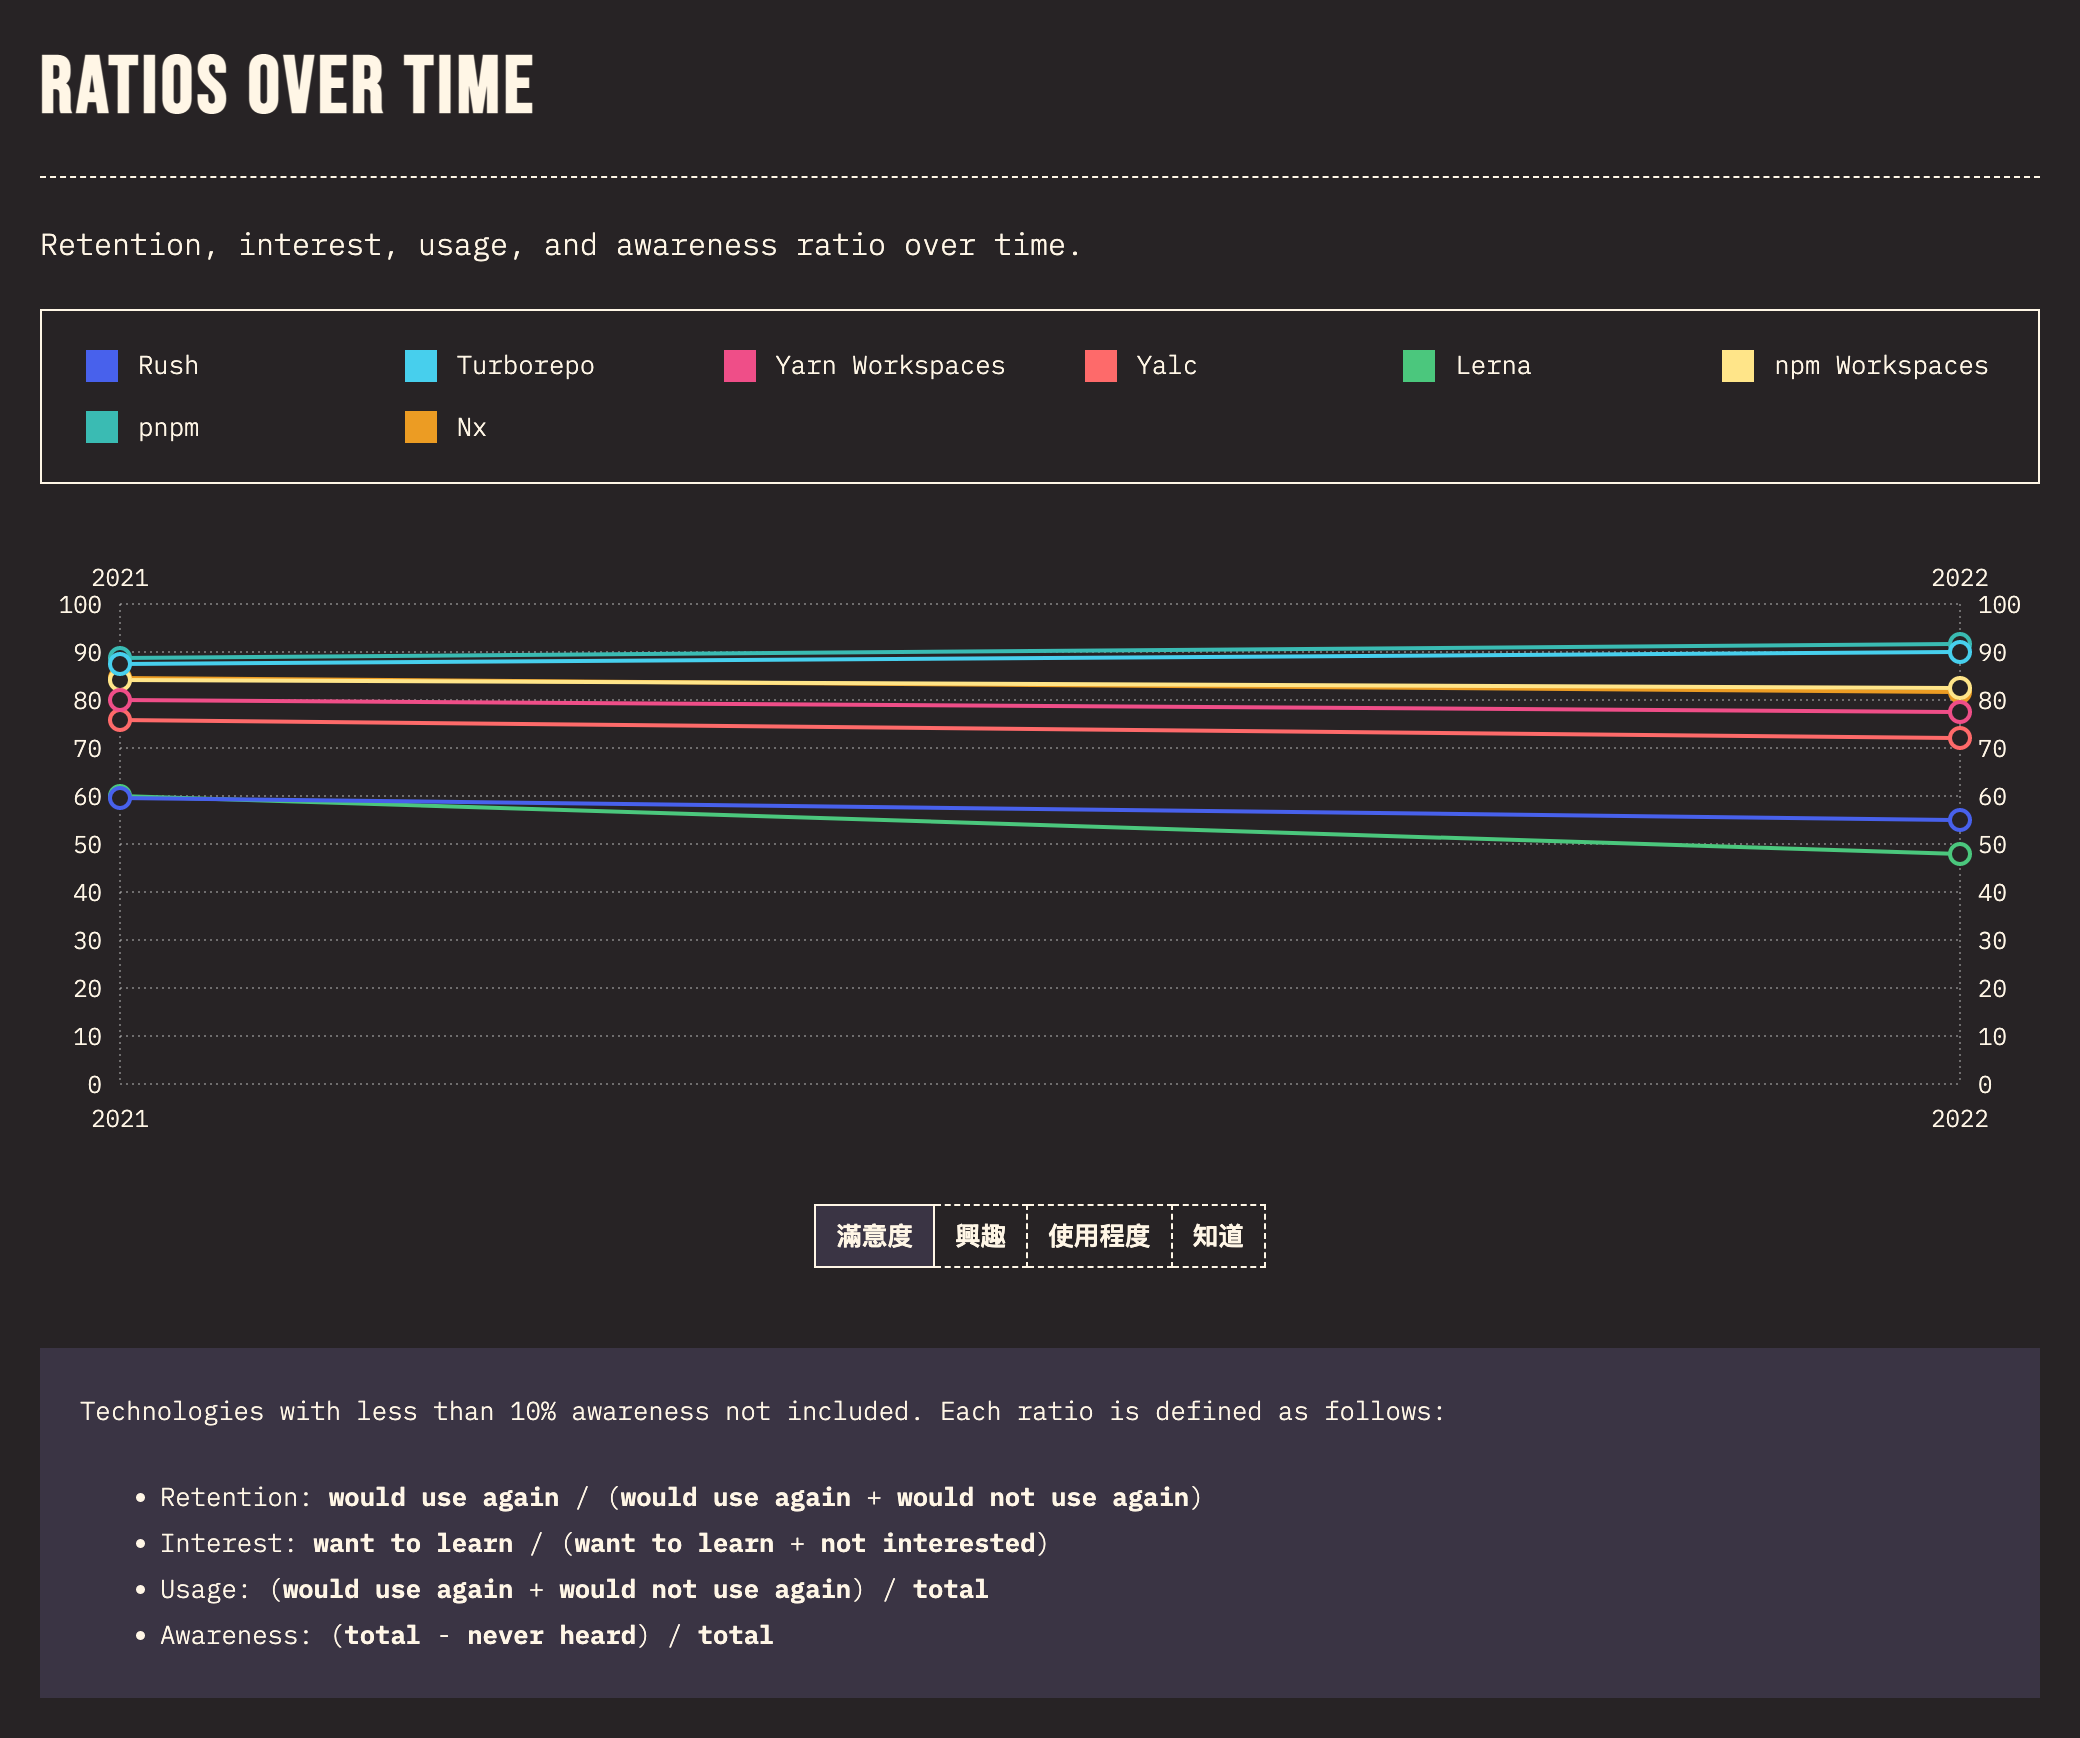 RATIOS OVER TIME
Retention, interest, usage, and awareness ratio over time.
Rush Turborepo Yarn Workspaces Yalc Lerna npm Workspaces
pnpm Nx
2021 2022
100 100
90 90
80 80
70 70
60 60
50 50
40 40
30 30
20 20
10 10
0 0
2021 2022
滿意度 興趣 使用程度 知道
Technologies with less than 10% awareness not included. Each ratio is defined as follows:
• Retention: would use again / (would use again + would not use again)
• Interest: want to learn / (want to learn + not interested)
• Usage: (would use again + would not use again) / total
• Awareness: (total - never heard) / total